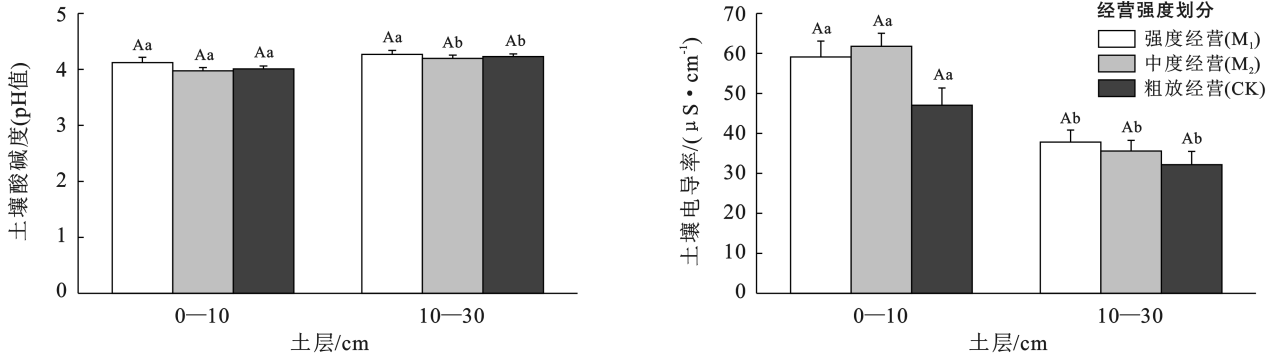 土壤酸碱度(pH值)
5
4
3
2
1
0
Aa Aa Aa
Aa Ab Ab
0—10 10—30
土层/cm
土壤电导率/(μS·cm⁻¹)
70
60
50
40
30
20
10
0
Aa Aa Aa
Ab Ab Ab
0—10 10—30
土层/cm
经营强度划分
强度经营(M₁)
中度经营(M₂)
粗放经营(CK)